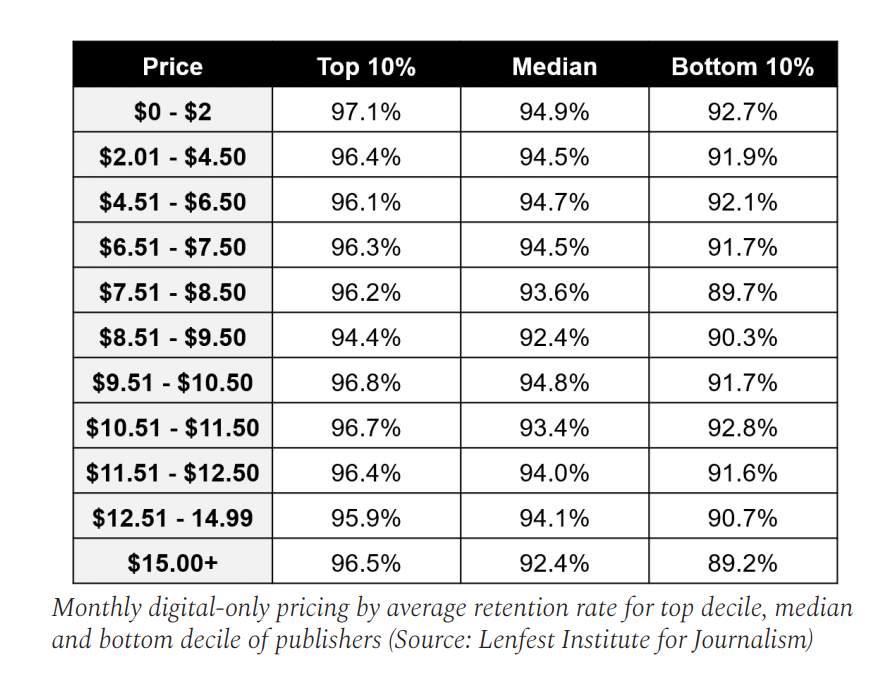 Price Top 10% Median Bottom 10%
$0 - $2 97.1% 94.9% 92.7%
$2.01 - $4.50 96.4% 94.5% 91.9%
$4.51 - $6.50 96.1% 94.7% 92.1%
$6.51 - $7.50 96.3% 94.5% 91.7%
$7.51 - $8.50 96.2% 93.6% 89.7%
$8.51 - $9.50 94.4% 92.4% 90.3%
$9.51 - $10.50 96.8% 94.8% 91.7%
$10.51 - $11.50 96.7% 93.4% 92.8%
$11.51 - $12.50 96.4% 94.0% 91.6%
$12.51 - 14.99 95.9% 94.1% 90.7%
$15.00+ 96.5% 92.4% 89.2%
Monthly digital-only pricing by average retention rate for top decile, median
and bottom decile of publishers (Source: Lenfest Institute for Journalism)